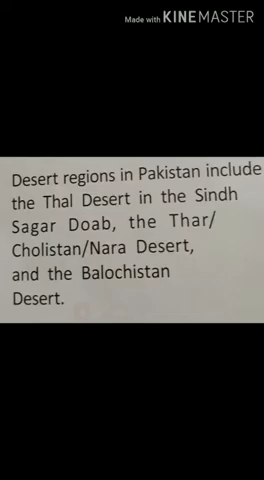 Made with KINEMASTER
Desert regions in Pakistan include
the Thal Desert in the Sindh
Sagar Doab, the Thar/
Cholistan/Nara Desert,
and the Balochistan
Desert.